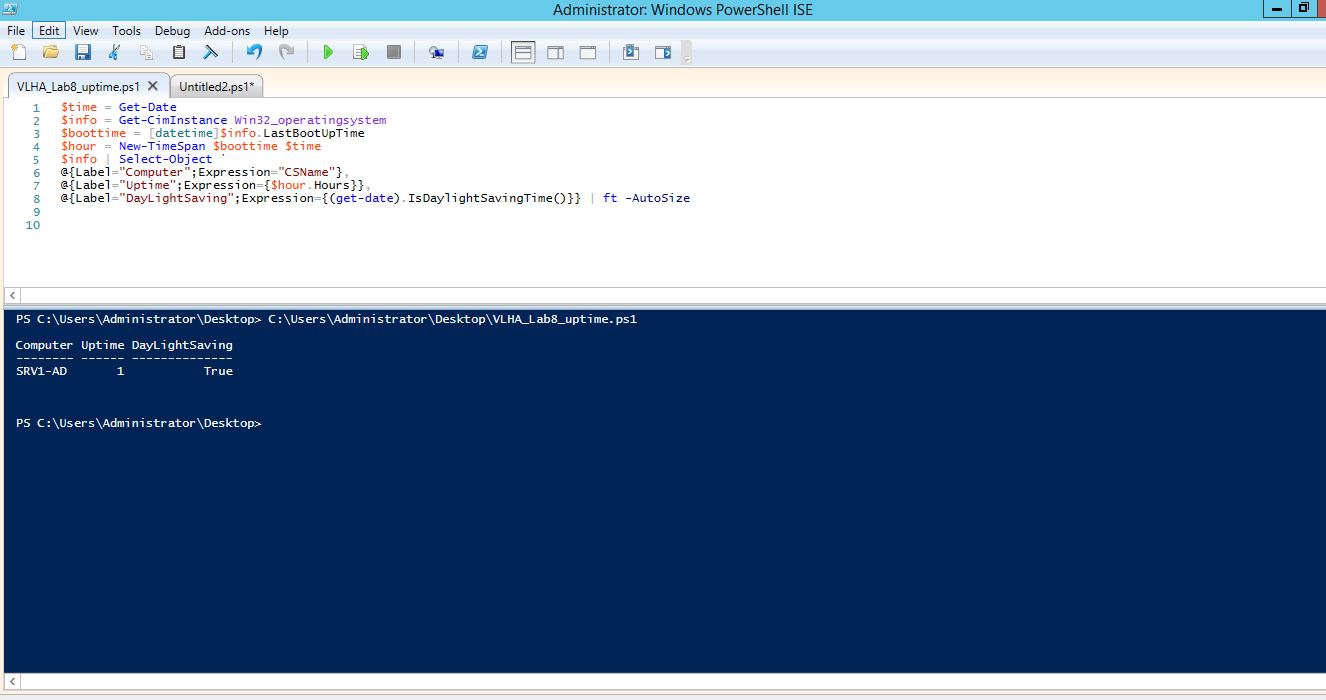 Administrator: Windows PowerShell ISE
File Edit View Tools Debug Add-ons Help
VLHA_Lab8_uptime.ps1 Untitled2.ps1*
1 $time = Get-Date
2 $info = Get-CimInstance Win32_operatingsystem
3 $boottime = [datetime]$info.LastBootUpTime
4 $hour = New-TimeSpan $boottime $time
5 $info | Select-Object `
6 @{Label="Computer";Expression="CSName"},
7 @{Label="Uptime";Expression={$hour.Hours}},
8 @{Label="DayLightSaving";Expression={(get-date).IsDaylightSavingTime()}} | ft -AutoSize
9
10
PS C:\Users\Administrator\Desktop> C:\Users\Administrator\Desktop\VLHA_Lab8_uptime.ps1
Computer Uptime DayLightSaving
-------- ------ --------------
SRV1-AD 1 True
PS C:\Users\Administrator\Desktop>